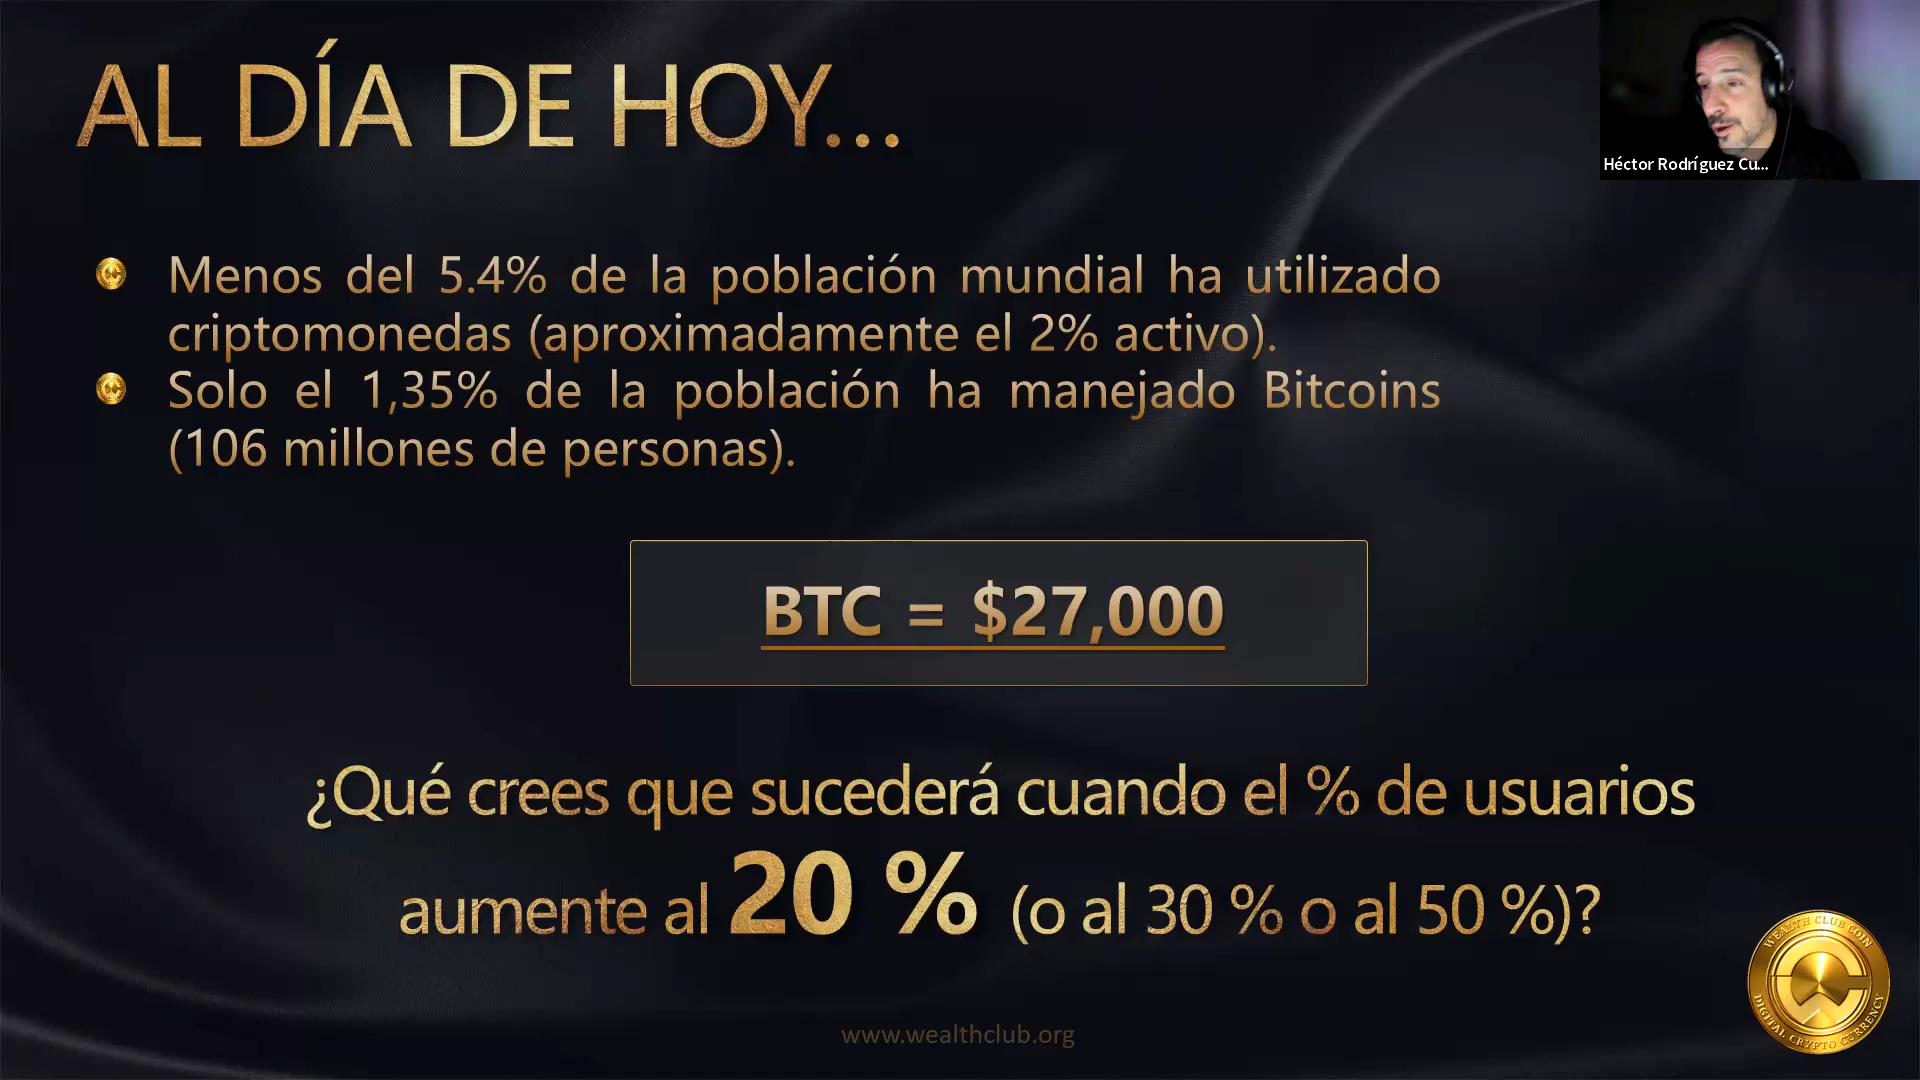 AL DÍA DE HOY...
Héctor Rodríguez Cu...
Menos del 5.4% de la población mundial ha utilizado
criptomonedas (aproximadamente el 2% activo).
Solo el 1,35% de la población ha manejado Bitcoins
(106 millones de personas).
BTC = $27,000
¿Qué crees que sucederá cuando el % de usuarios
aumente al 20 % (o al 30 % o al 50 %)?
WEALTH CLUB COIN
DIGITAL CRYPTO CURRENCY
www.wealthclub.org